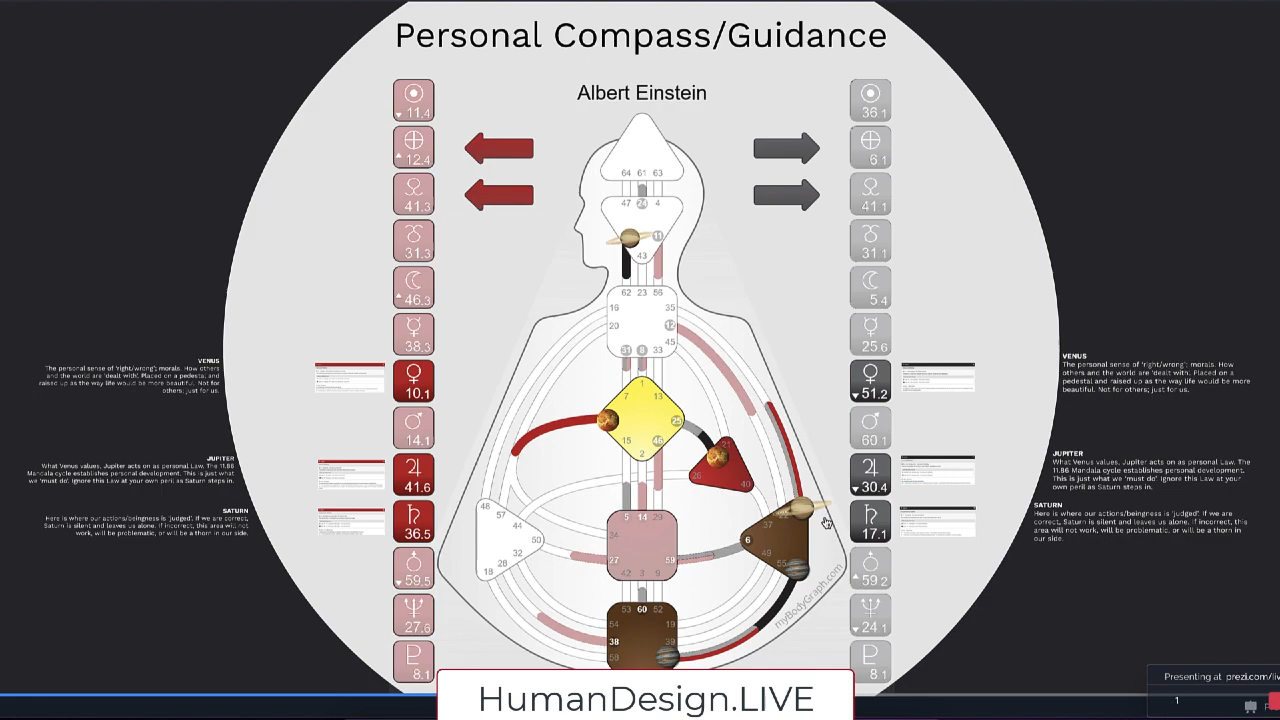 Personal Compass/Guidance
Albert Einstein
11.4
12.4
41.3
31.3
46.3
38.3
10.1
14.1
41.6
36.5
59.5
27.6
8.1
36.1
6.1
41.1
31.1
5.4
25.6
51.2
60.1
30.4
17.1
59.2
24.1
8.1
64 61 63
47 24 4
11
43
62 23 56
16 35
20 12
45
31 8 33
7 13
25
15 46
2
21
26 40
48
57
44
50
32
28
18
5 14 29
34
27 59
42 3 9
6
49
55
53 60 52
54 19
38 39
58
myBodyGraph.com
VENUS
The personal sense of 'right/wrong'; morals. How others
and the world are 'dealt with'. Placed on a pedestal and
raised up as the way life would be more beautiful. Not for
others; just for us.
JUPITER
What Venus values, Jupiter acts on as personal Law. The 11.86
Mandala cycle establishes personal development. This is just what
we 'must do'. Ignore this Law at your own peril as Saturn steps in.
SATURN
Here is where our actions/beingness is 'judged'. If we are correct,
Saturn is silent and leaves us alone. If incorrect, this area will not
work, will be problematic, or will be a thorn in our side.
VENUS
The personal sense of 'right/wrong'; morals. How
others and the world are 'dealt with'. Placed on a
pedestal and raised up as the way life would be more
beautiful. Not for others; just for us.
JUPITER
What Venus values, Jupiter acts on as personal Law. The 11.86
Mandala cycle establishes personal development.
This is just what we 'must do'. Ignore this Law at your
own peril as Saturn steps in.
SATURN
Here is where our actions/beingness is 'judged'. If we are
correct, Saturn is silent and leaves us alone. If incorrect, this
area will not work, will be problematic, or will be a thorn in
our side.
HumanDesign.LIVE
Presenting at prezi.com/liv
1